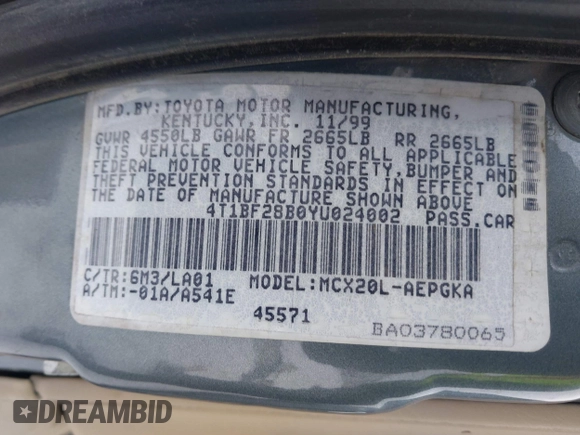 MFD. BY: TOYOTA MOTOR MANUFACTURING,
KENTUCKY, INC. 11/99
GVWR 4550LB GAWR FR 2665LB RR 2665LB
THIS VEHICLE CONFORMS TO ALL APPLICABLE
FEDERAL MOTOR VEHICLE SAFETY, BUMPER AND
THEFT PREVENTION STANDARDS IN EFFECT ON
THE DATE OF MANUFACTURE SHOWN ABOVE.
4T1BF28B0YU024002 PASS.CAR
C/TR:6M3/LA01 MODEL:MCX20L-AEPGKA
A/TM:-01A/A541E
45571
BA03780065
DREAMBID